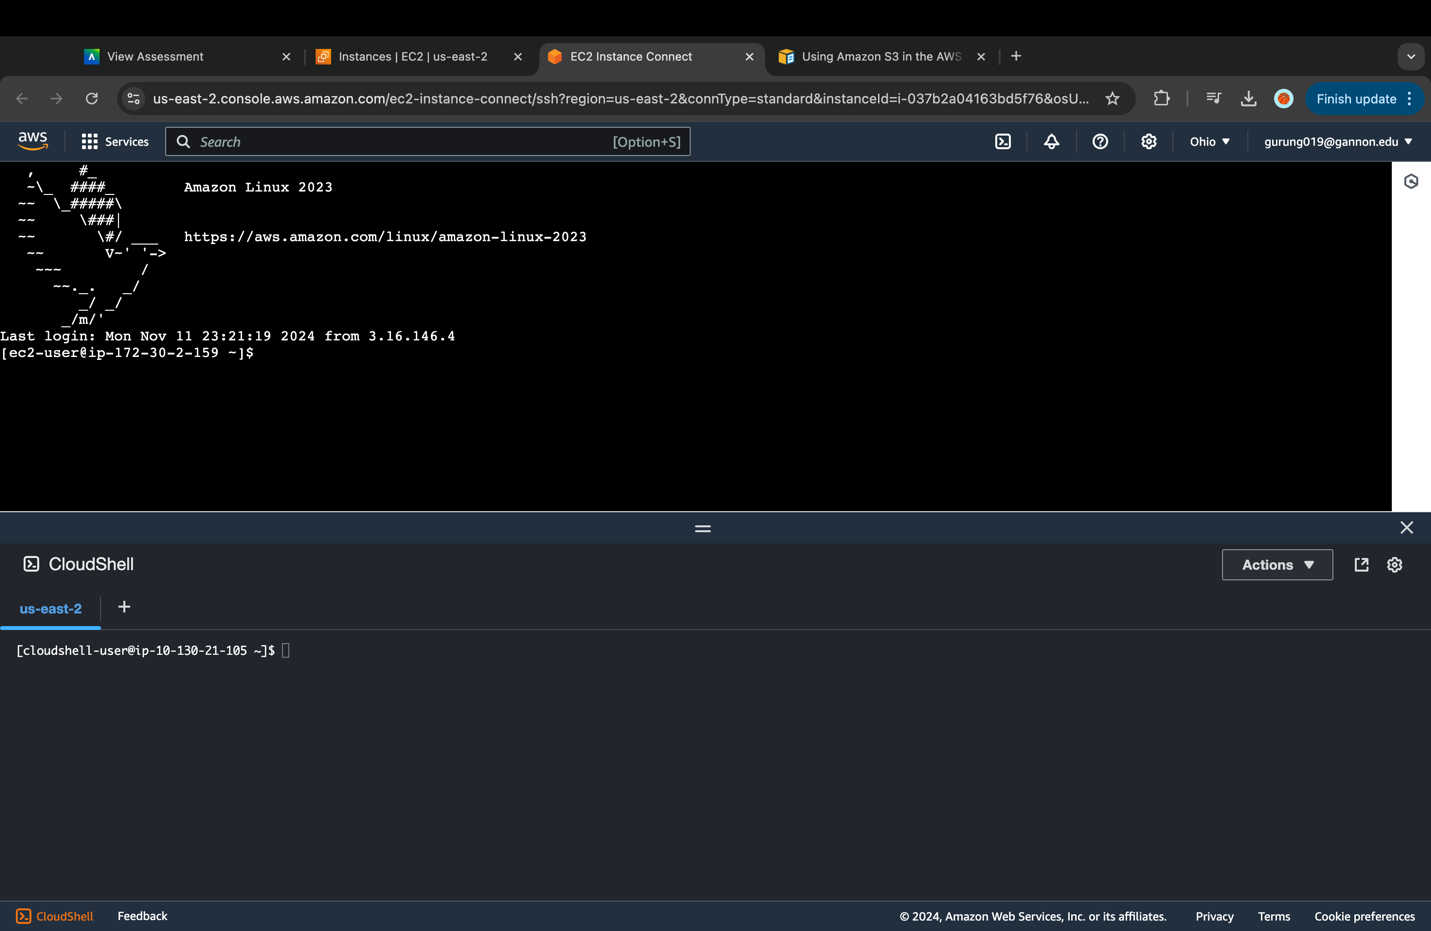 View Assessment
Instances | EC2 | us-east-2
EC2 Instance Connect
Using Amazon S3 in the AWS
us-east-2.console.aws.amazon.com/ec2-instance-connect/ssh?region=us-east-2&connType=standard&instanceId=i-037b2a04163bd5f76&osU...
Finish update
aws
Services
Search
[Option+S]
Ohio
gurung019@gannon.edu
   ,     #_
   ~\_  ####_        Amazon Linux 2023
  ~~  \_#####\
  ~~     \###|
  ~~       \#/ ___   https://aws.amazon.com/linux/amazon-linux-2023
   ~~       V~' '->
    ~~~         /
      ~~._.   _/
         _/ _/
       _/m/'
Last login: Mon Nov 11 23:21:19 2024 from 3.16.146.4
[ec2-user@ip-172-30-2-159 ~]$
CloudShell
Actions
us-east-2
[cloudshell-user@ip-10-130-21-105 ~]$
CloudShell
Feedback
© 2024, Amazon Web Services, Inc. or its affiliates.
Privacy
Terms
Cookie preferences